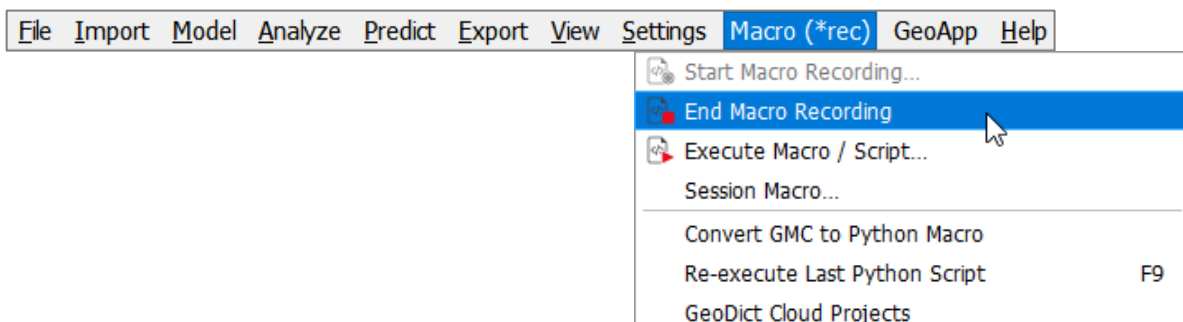 File Import Model Analyze Predict Export View Settings Macro (*rec) GeoApp Help
Start Macro Recording...
End Macro Recording
Execute Macro / Script...
Session Macro...
Convert GMC to Python Macro
Re-execute Last Python Script F9
GeoDict Cloud Projects